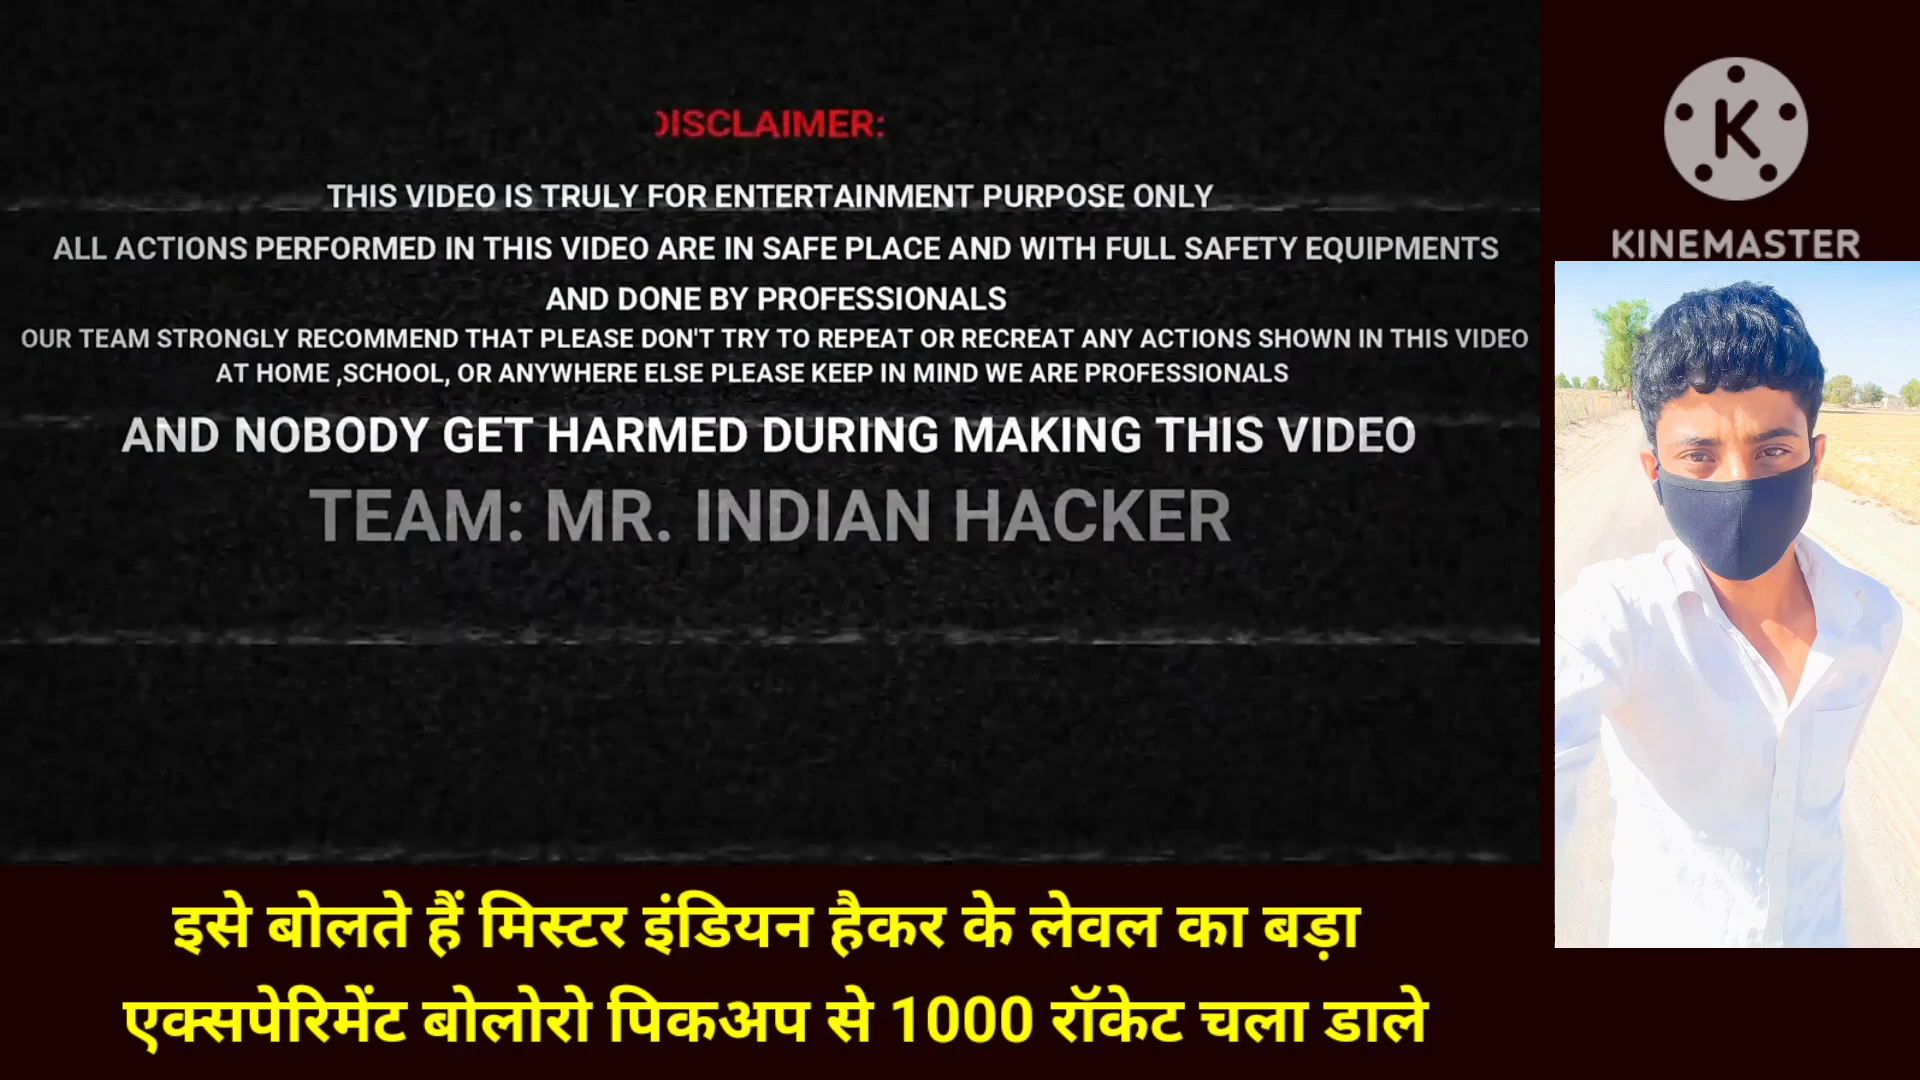 DISCLAIMER:
THIS VIDEO IS TRULY FOR ENTERTAINMENT PURPOSE ONLY
ALL ACTIONS PERFORMED IN THIS VIDEO ARE IN SAFE PLACE AND WITH FULL SAFETY EQUIPMENTS
AND DONE BY PROFESSIONALS
OUR TEAM STRONGLY RECOMMEND THAT PLEASE DON'T TRY TO REPEAT OR RECREAT ANY ACTIONS SHOWN IN THIS VIDEO
AT HOME ,SCHOOL, OR ANYWHERE ELSE PLEASE KEEP IN MIND WE ARE PROFESSIONALS
AND NOBODY GET HARMED DURING MAKING THIS VIDEO
TEAM: MR. INDIAN HACKER
K
KINEMASTER
इसे बोलते हैं मिस्टर इंडियन हैकर के लेवल का बड़ा
एक्सपेरिमेंट बोलोरो पिकअप से 1000 रॉकेट चला डाले